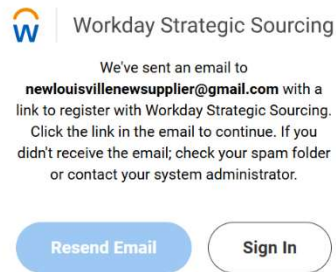 Workday Strategic Sourcing
We've sent an email to
newlouisvillenewsupplier@gmail.com with a
link to register with Workday Strategic Sourcing.
Click the link in the email to continue. If you
didn't receive the email; check your spam folder
or contact your system administrator.
Resend Email Sign In